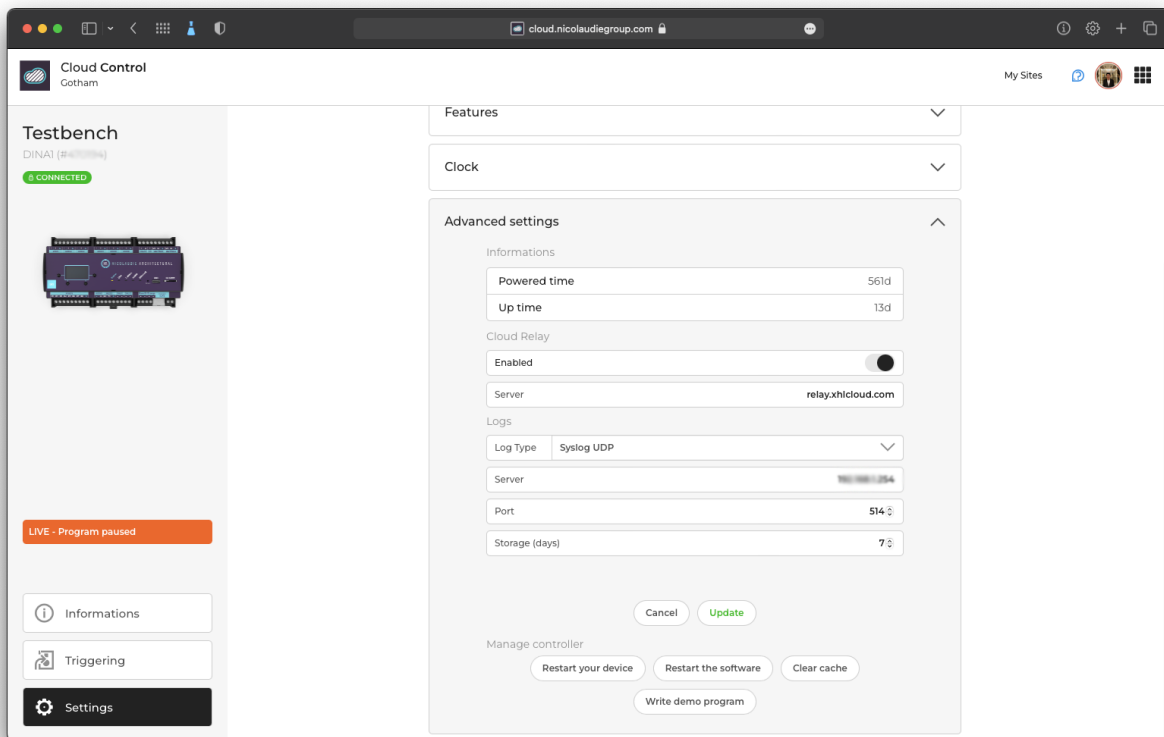 cloud.nicolaudiegroup.com
Cloud Control
Gotham
My Sites
Testbench
DINA1 (#
CONNECTED
NICOLAUDIE ARCHITECTURAL
LIVE - Program paused
Informations
Triggering
Settings
Features
Clock
Advanced settings
Informations
Powered time 561d
Up time 13d
Cloud Relay
Enabled
Server relay.xhlcloud.com
Logs
Log Type Syslog UDP
Server
Port 514
Storage (days) 7
Cancel Update
Manage controller
Restart your device Restart the software Clear cache
Write demo program